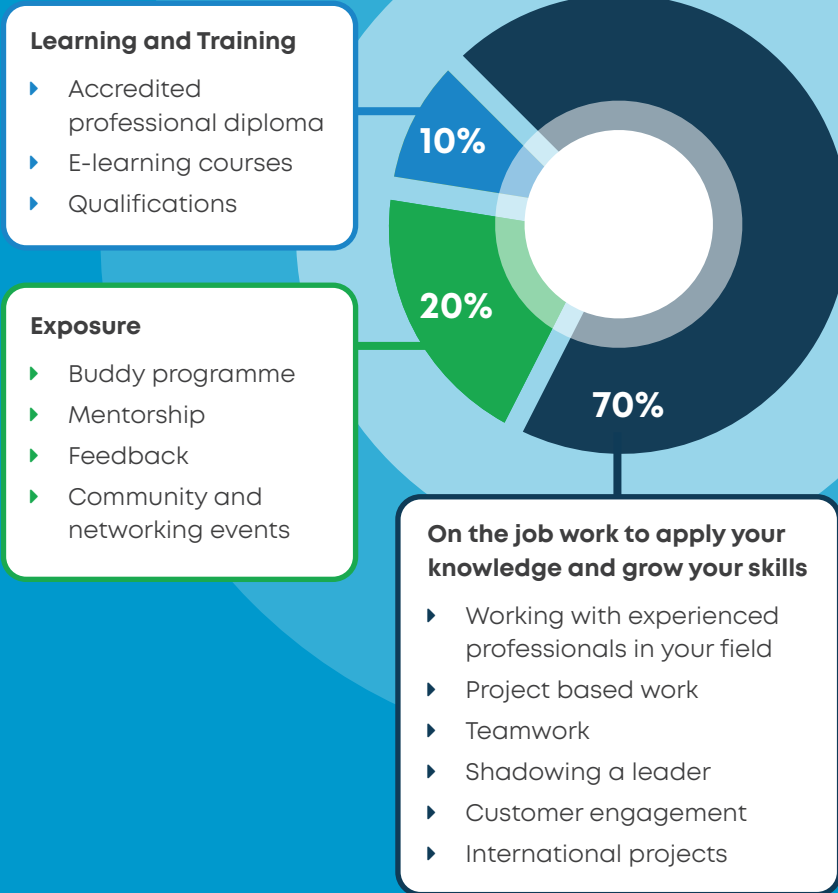 Learning and Training
Accredited
professional diploma
E-learning courses
Qualifications
10%
Exposure
Buddy programme
Mentorship
Feedback
Community and
networking events
20%
70%
On the job work to apply your
knowledge and grow your skills
Working with experienced
professionals in your field
Project based work
Teamwork
Shadowing a leader
Customer engagement
International projects